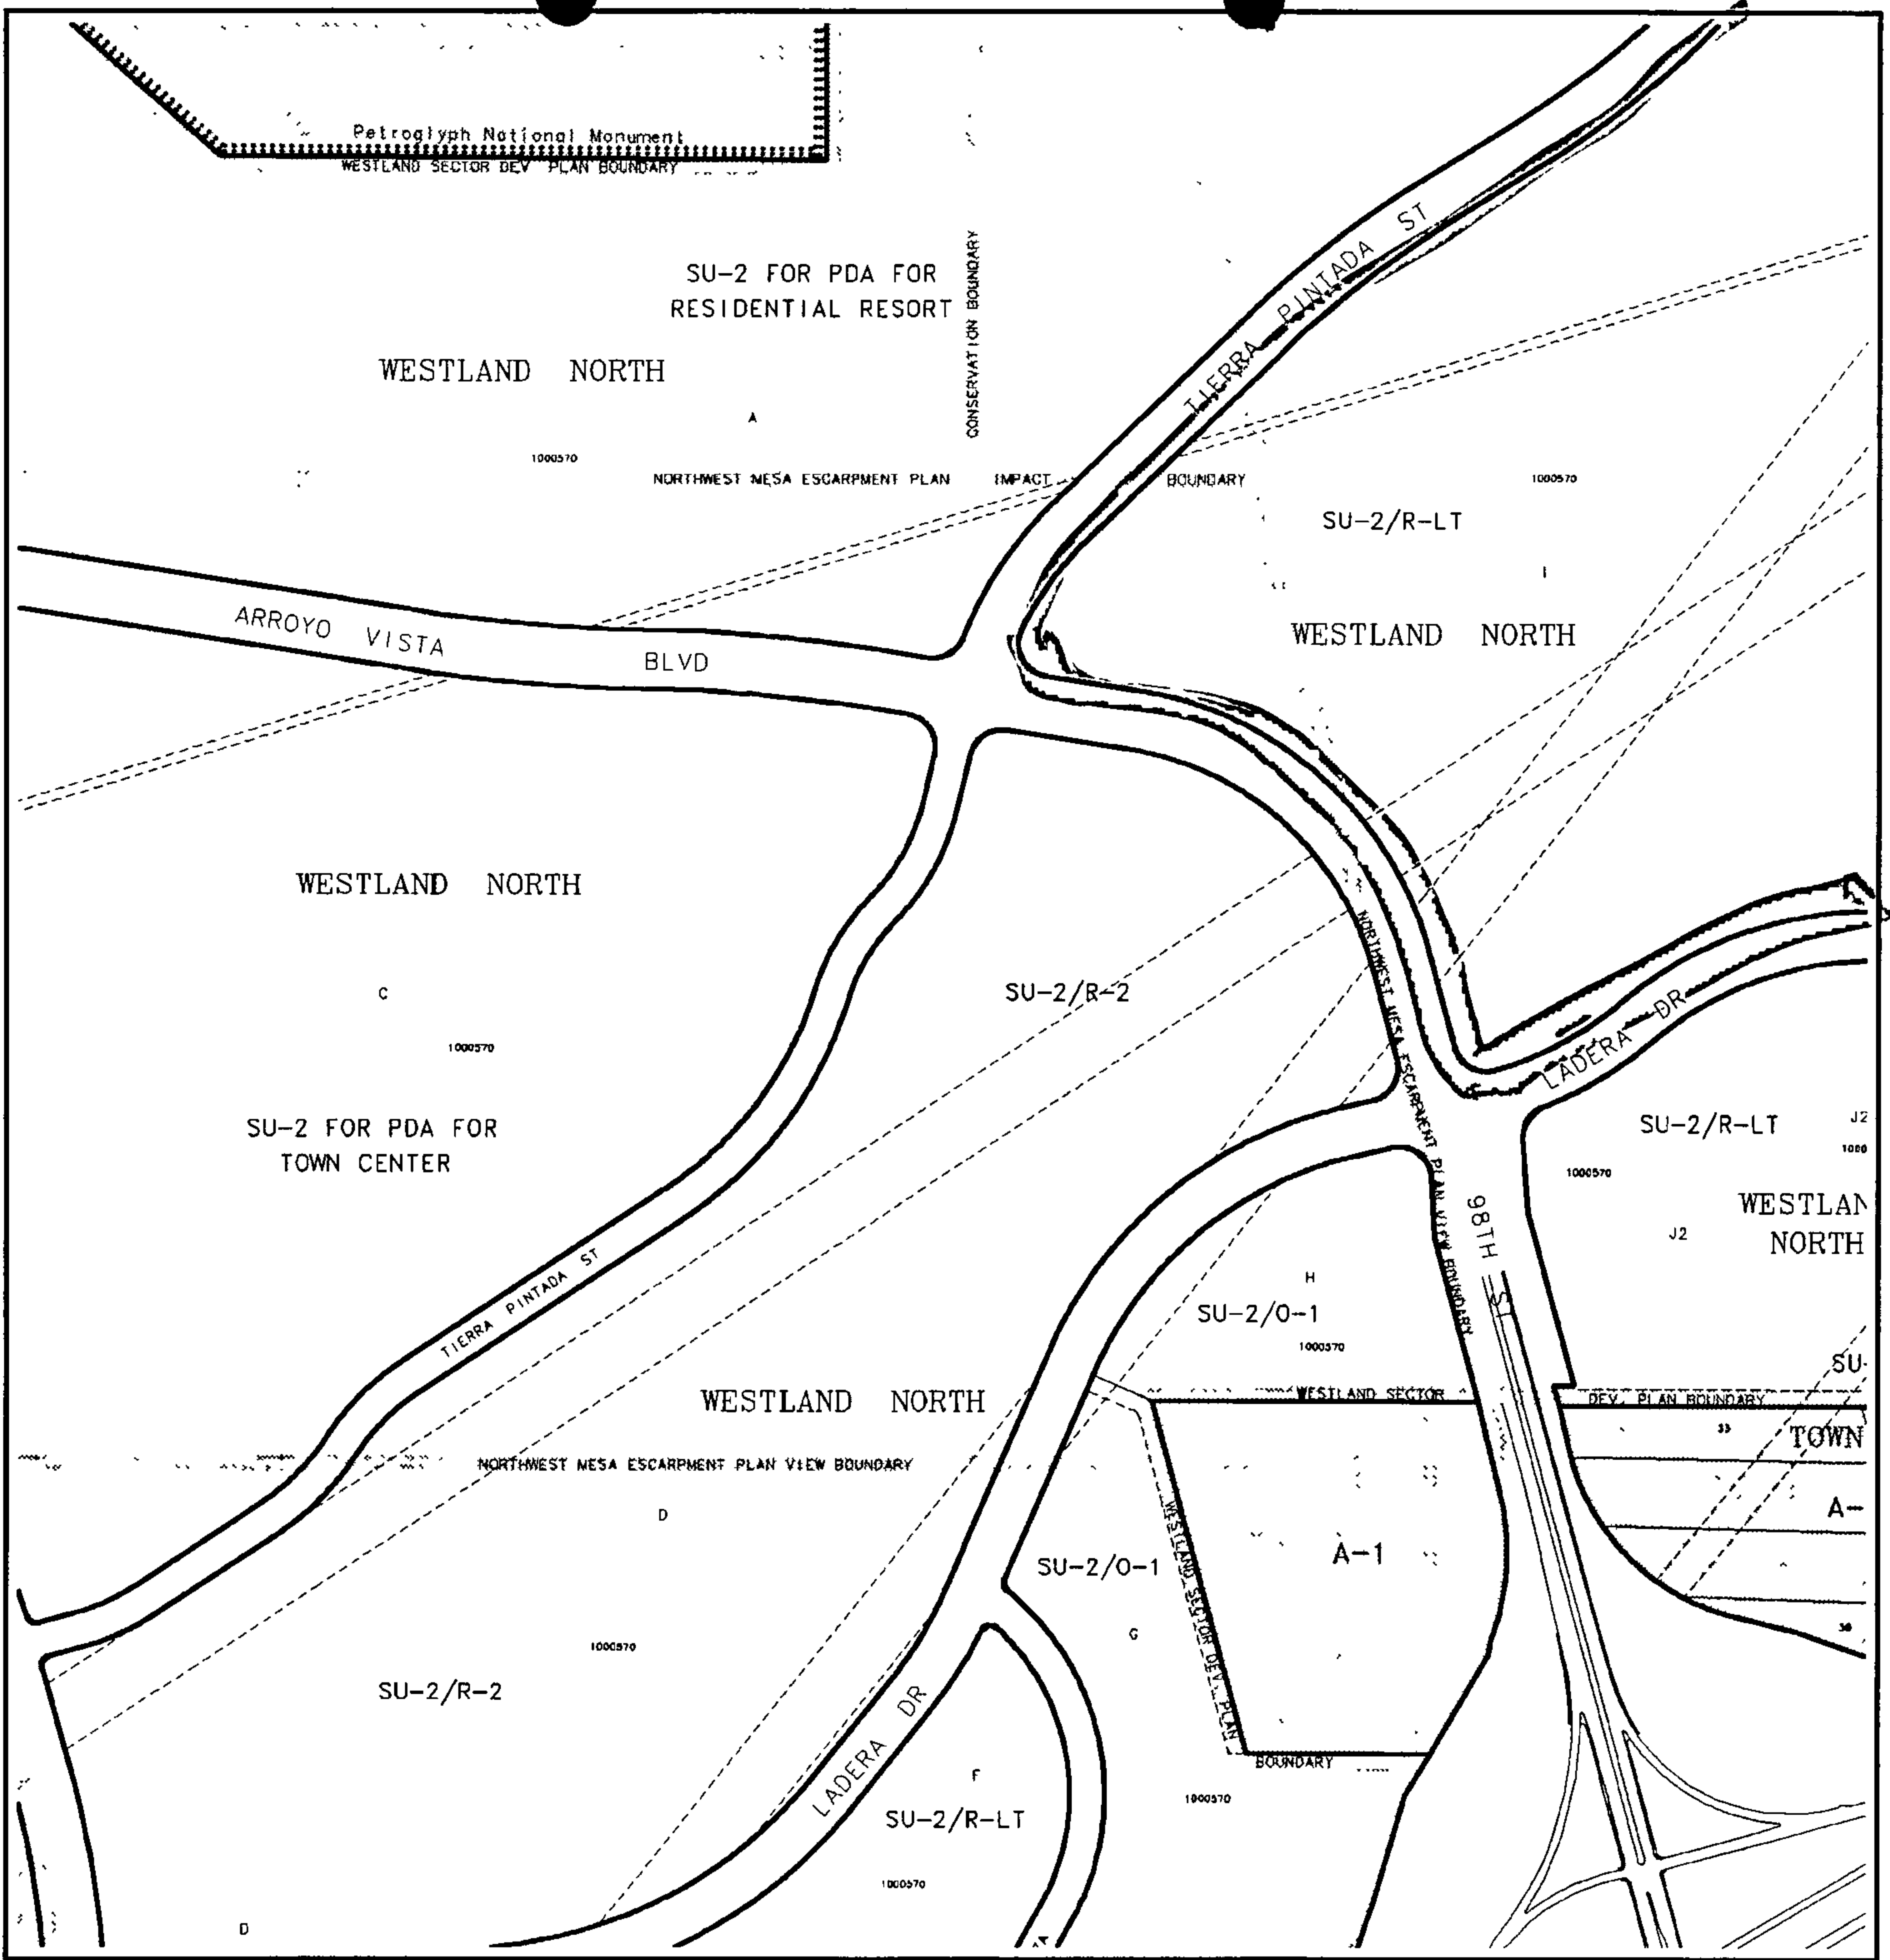 Petroglyph National Monument
WESTLAND SECTOR DEV PLAN BOUNDARY
TIERRA PINTADA ST
SU-2 FOR PDA FOR
RESIDENTIAL RESORT
CONSERVATION BOUNDARY
WESTLAND NORTH
A
1000570
NORTHWEST MESA ESCARPMENT PLAN IMPACT BOUNDARY
1000570
SU-2/R-LT
I
WESTLAND NORTH
ARROYO VISTA BLVD
WESTLAND NORTH
C
1000570
SU-2 FOR PDA FOR
TOWN CENTER
SU-2/R-2
NORTHWEST MESA ESCARPMENT PLAN VIEW BOUNDARY
LADERA DR
SU-2/R-LT
J2
1000
1000570
WESTLAN
NORTH
J2
98TH ST
TIERRA PINTADA ST
H
SU-2/O-1
1000570
SU-
WESTLAND SECTOR
DEV. PLAN BOUNDARY
WESTLAND NORTH
33
TOWN
NORTHWEST MESA ESCARPMENT PLAN VIEW BOUNDARY
D
A-
WESTLAND SECTOR DEV. PLAN
BOUNDARY
SU-2/O-1
A-1
G
1000570
SU-2/R-2
LADERA DR
F
SU-2/R-LT
1000570
1000570
D